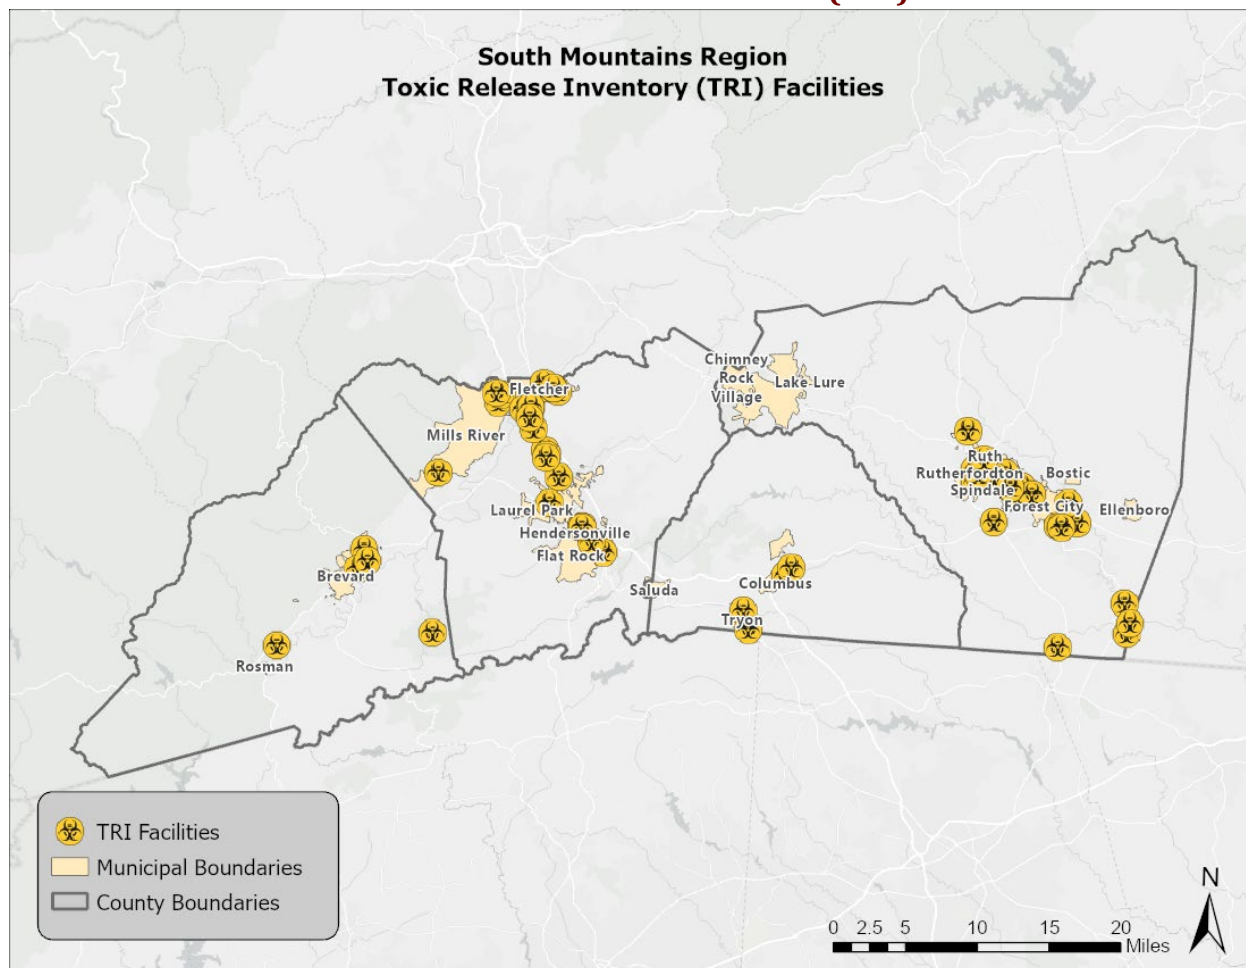 South Mountains Region
Toxic Release Inventory (TRI) Facilities
Chimney
Rock
Village
Lake Lure
Fletcher
Mills River
Ruth
Rutherfordton
Bostic
Spindale
Forest City
Ellenboro
Laurel Park
Hendersonville
Flat Rock
Brevard
Saluda
Columbus
Tryon
Rosman
TRI Facilities
Municipal Boundaries
County Boundaries
N
0 2.5 5 10 15 20
Miles